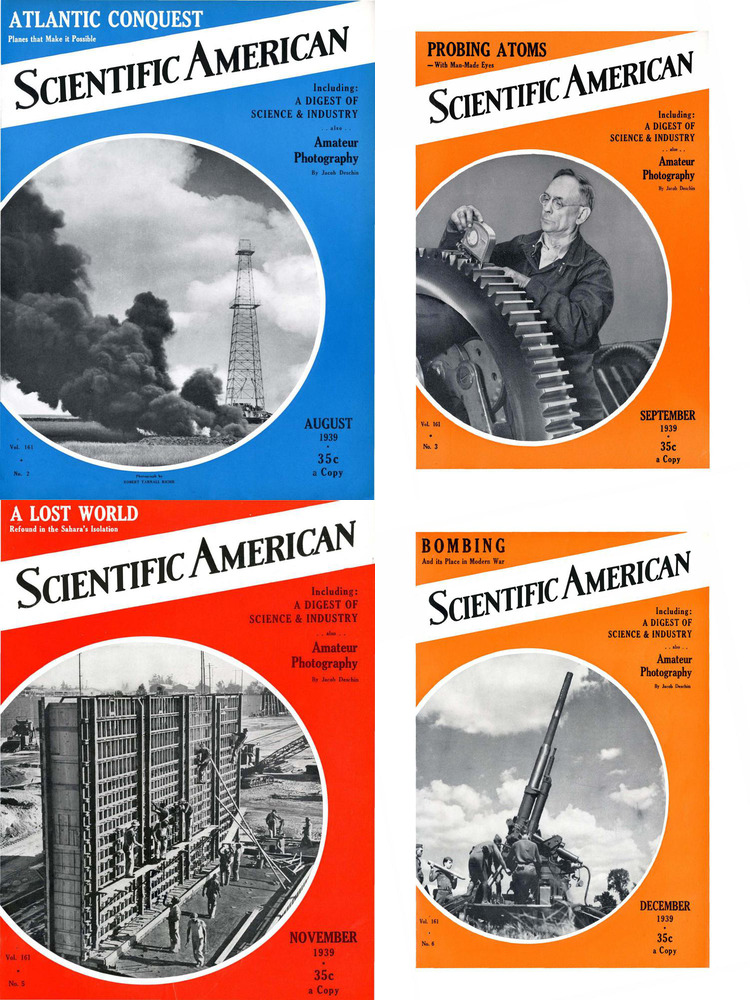 ATLANTIC CONQUEST
Planes that Make it Possible
SCIENTIFIC AMERICAN
Including:
A DIGEST OF
SCIENCE & INDUSTRY
. . also . .
Amateur
Photography
By Jacob Deschin
AUGUST
1939
35c
a Copy
Vol. 161
No. 2
Photograph by
ROBERT YARNALL RICHIE
PROBING ATOMS
—With Man-Made Eyes
SCIENTIFIC AMERICAN
Including:
A DIGEST OF
SCIENCE & INDUSTRY
. . also . .
Amateur
Photography
By Jacob Deschin
SEPTEMBER
1939
35c
a Copy
Vol. 161
No. 3
A LOST WORLD
Refound in the Sahara's Isolation
SCIENTIFIC AMERICAN
Including:
A DIGEST OF
SCIENCE & INDUSTRY
. . also . .
Amateur
Photography
By Jacob Deschin
NOVEMBER
1939
35c
a Copy
Vol. 161
No. 5
BOMBING
And its Place in Modern War
SCIENTIFIC AMERICAN
Including:
A DIGEST OF
SCIENCE & INDUSTRY
. . also . .
Amateur
Photography
By Jacob Deschin
DECEMBER
1939
35c
a Copy
Vol. 161
No. 6